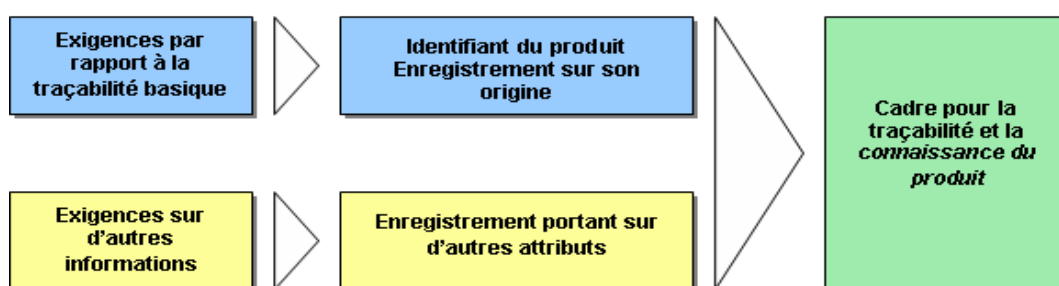 Exigences par
rapport à la
traçabilité basique
Identifiant du produit
Enregistrement sur son
origine
Cadre pour la
traçabilité et la
connaissance du
produit
Exigences sur
d'autres
informations
Enregistrement portant sur
d'autres attributs